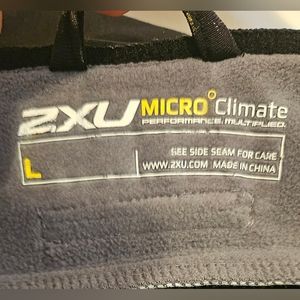 2XU MICRO°Climate
PERFORMANCE. MULTIPLIED.
L
SEE SIDE SEAM FOR CARE
WWW.2XU.COM MADE IN CHINA